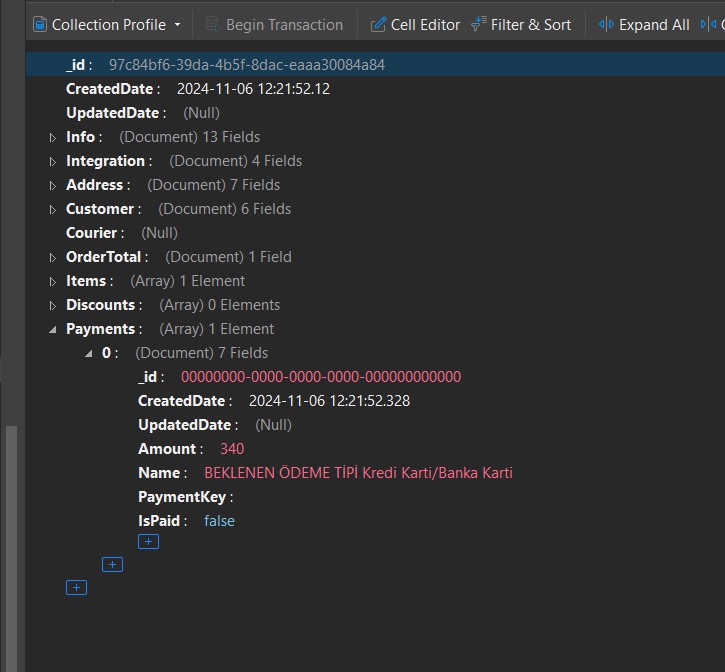 Collection Profile Begin Transaction Cell Editor Filter & Sort Expand All
_id : 97c84bf6-39da-4b5f-8dac-eaaa30084a84
CreatedDate : 2024-11-06 12:21:52.12
UpdatedDate : (Null)
Info : (Document) 13 Fields
Integration : (Document) 4 Fields
Address : (Document) 7 Fields
Customer : (Document) 6 Fields
Courier : (Null)
OrderTotal : (Document) 1 Field
Items : (Array) 1 Element
Discounts : (Array) 0 Elements
Payments : (Array) 1 Element
0 : (Document) 7 Fields
_id : 00000000-0000-0000-0000-000000000000
CreatedDate : 2024-11-06 12:21:52.328
UpdatedDate : (Null)
Amount : 340
Name : BEKLENEN ÖDEME TİPİ Kredi Karti/Banka Karti
PaymentKey :
IsPaid : false